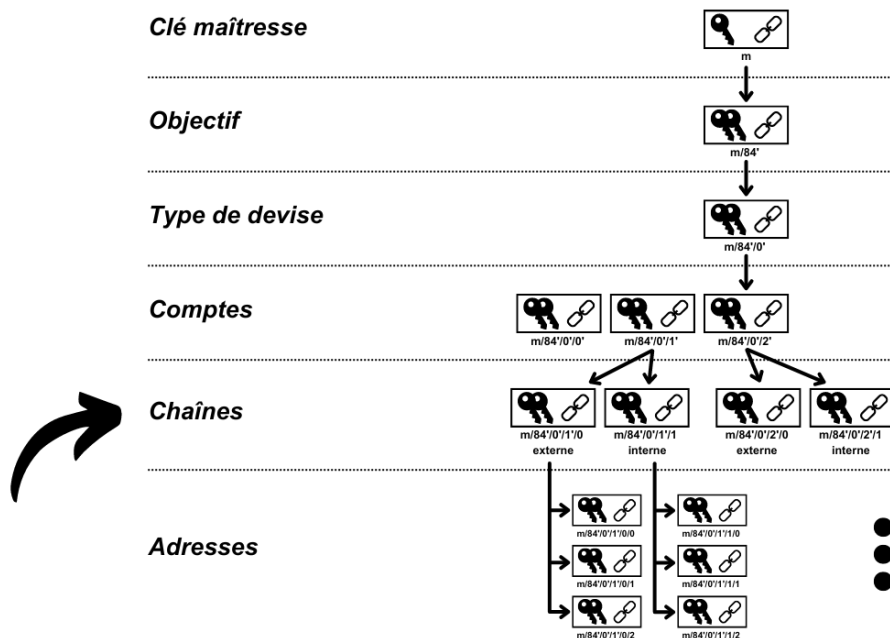 Clé maîtresse
m
Objectif
m/84'
Type de devise
m/84'/0'
Comptes
m/84'/0'/0' m/84'/0'/1' m/84'/0'/2'
Chaînes
m/84'/0'/1'/0 m/84'/0'/1'/1 m/84'/0'/2'/0 m/84'/0'/2'/1
externe interne externe interne
m/84'/0'/1'/0/0 m/84'/0'/1'/1/0
Adresses
m/84'/0'/1'/0/1 m/84'/0'/1'/1/1
m/84'/0'/1'/0/2 m/84'/0'/1'/1/2